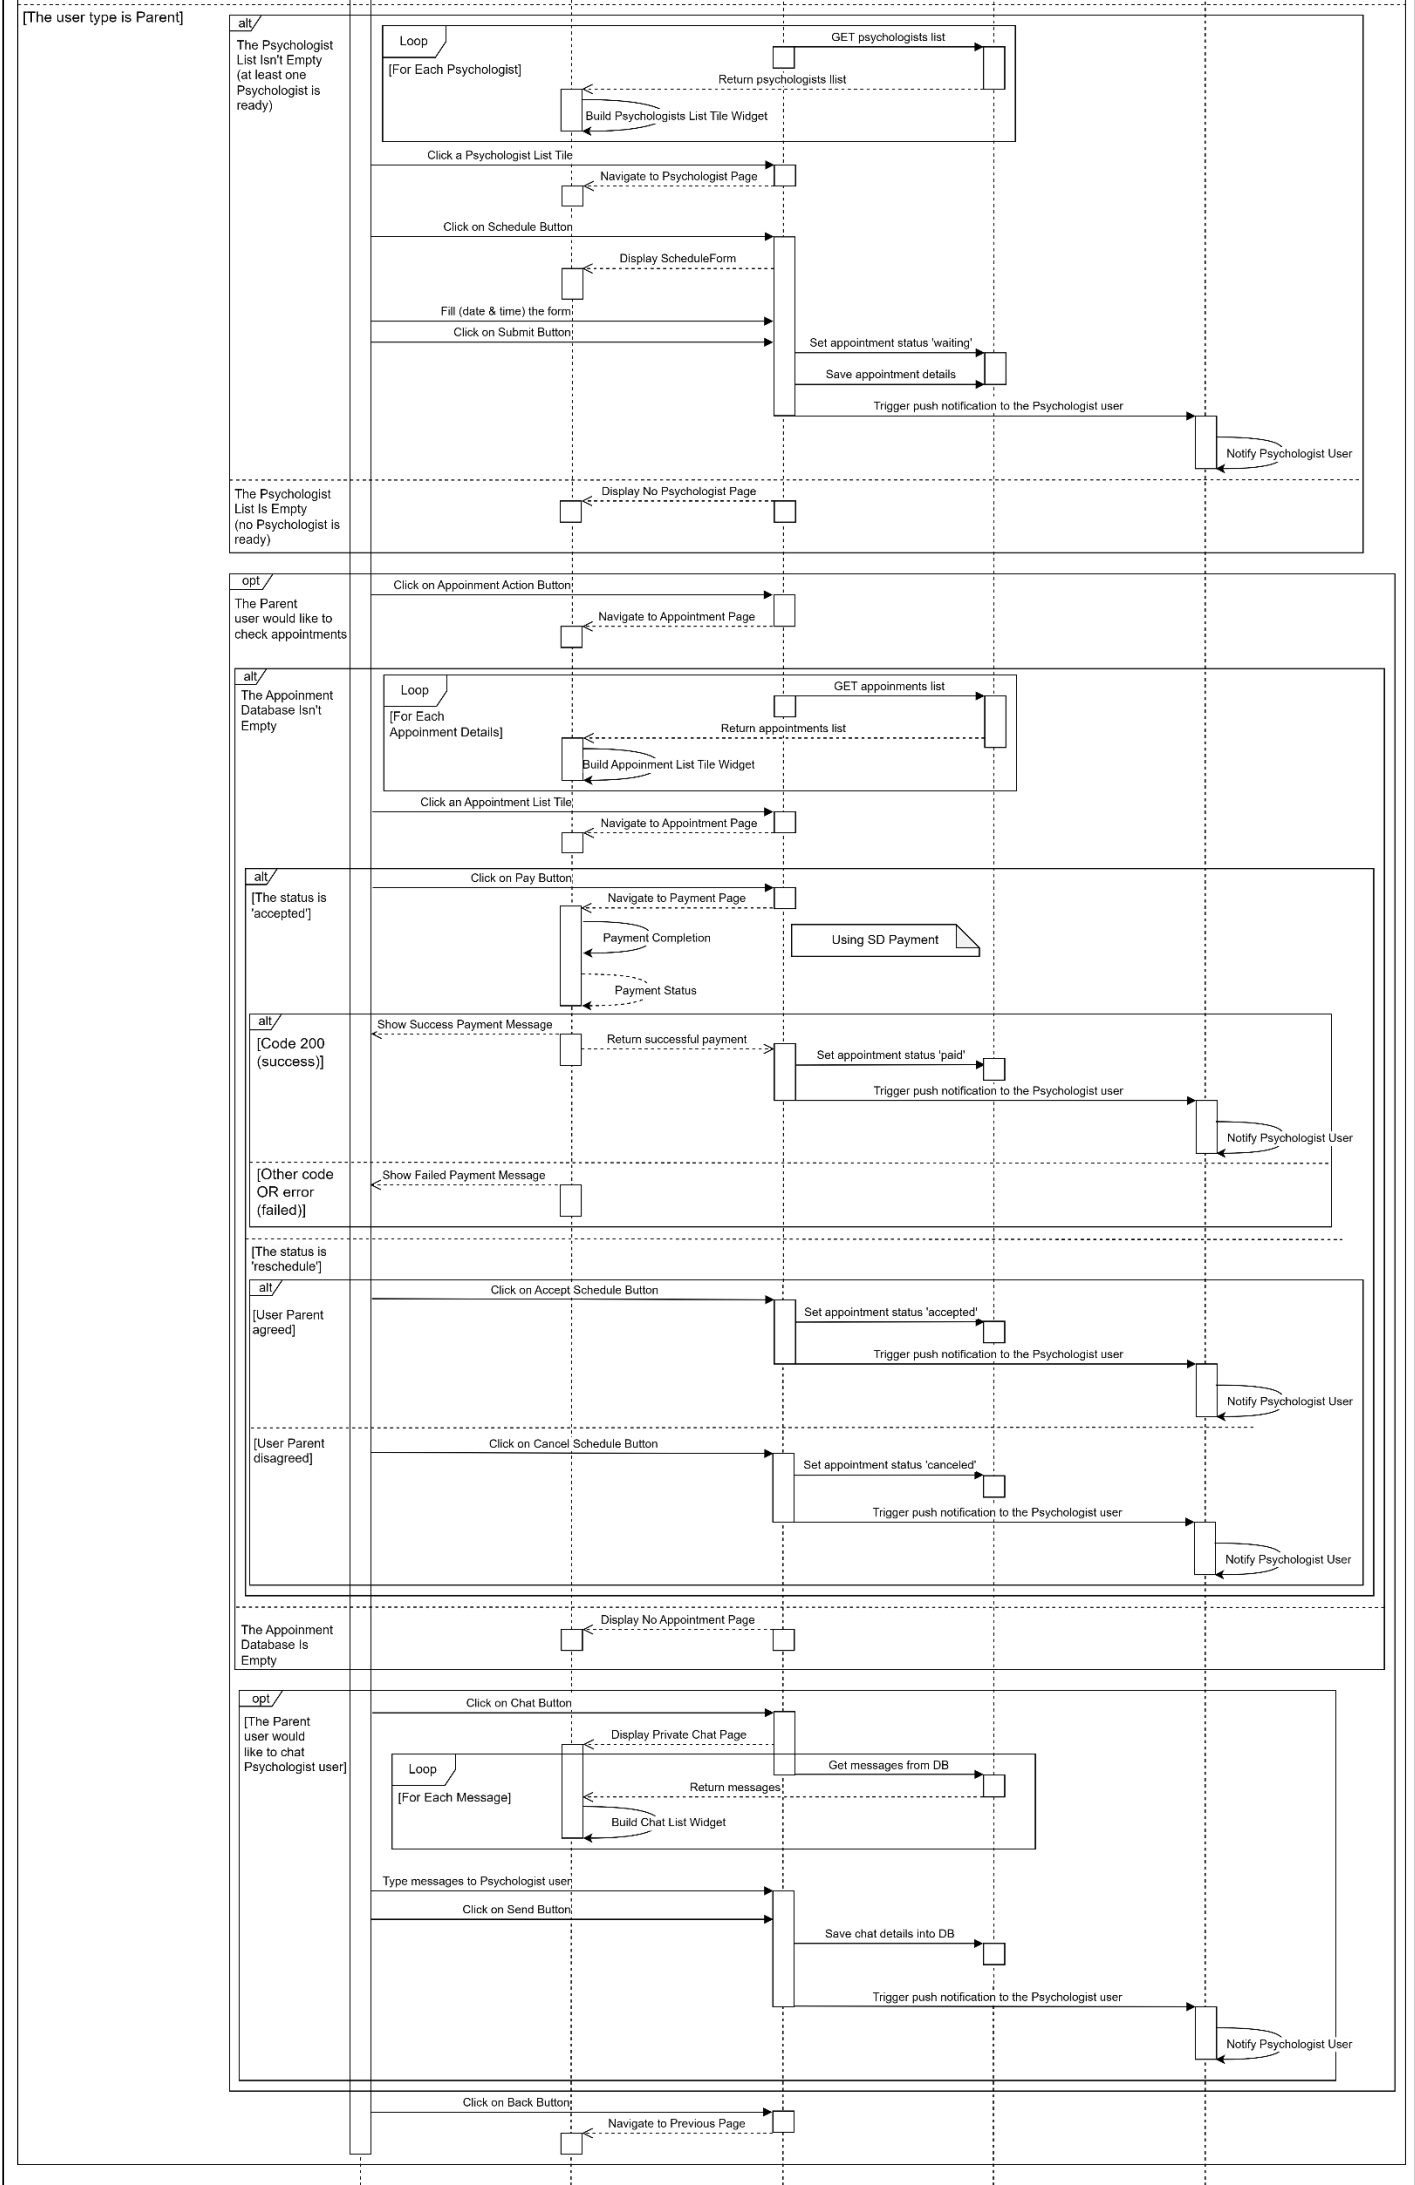 [The user type is Parent]
alt
The Psychologist
List Isn't Empty
(at least one
Psychologist is
ready)
Loop
[For Each Psychologist]
GET psychologists list
Return psychologists llist
Build Psychologists List Tile Widget
Click a Psychologist List Tile
Navigate to Psychologist Page
Click on Schedule Button
Display ScheduleForm
Fill (date & time) the form
Click on Submit Button
Set appointment status 'waiting'
Save appointment details
Trigger push notification to the Psychologist user
Notify Psychologist User
The Psychologist
List Is Empty
(no Psychologist is
ready)
Display No Psychologist Page
opt
The Parent
user would like to
check appointments
Click on Appoinment Action Button
Navigate to Appointment Page
alt
The Appoinment
Database Isn't
Empty
Loop
[For Each
Appoinment Details]
GET appoinments list
Return appointments list
Build Appoinment List Tile Widget
Click an Appointment List Tile
Navigate to Appointment Page
alt
[The status is
'accepted']
Click on Pay Button
Navigate to Payment Page
Payment Completion
Using SD Payment
Payment Status
alt
[Code 200
(success)]
Show Success Payment Message
Return successful payment
Set appointment status 'paid'
Trigger push notification to the Psychologist user
Notify Psychologist User
[Other code
OR error
(failed)]
Show Failed Payment Message
[The status is
'reschedule']
alt
[User Parent
agreed]
Click on Accept Schedule Button
Set appointment status 'accepted'
Trigger push notification to the Psychologist user
Notify Psychologist User
[User Parent
disagreed]
Click on Cancel Schedule Button
Set appointment status 'canceled'
Trigger push notification to the Psychologist user
Notify Psychologist User
The Appoinment
Database Is
Empty
Display No Appointment Page
opt
[The Parent
user would
like to chat
Psychologist user]
Click on Chat Button
Display Private Chat Page
Loop
[For Each Message]
Get messages from DB
Return messages
Build Chat List Widget
Type messages to Psychologist user
Click on Send Button
Save chat details into DB
Trigger push notification to the Psychologist user
Notify Psychologist User
Click on Back Button
Navigate to Previous Page